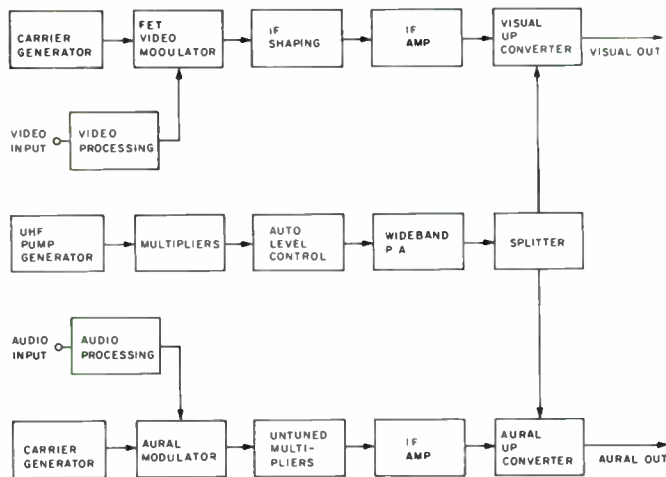 CARRIER
GENERATOR
FET
VIDEO
MODULATOR
IF
SHAPING
IF
AMP
VISUAL
UP
CONVERTER
VISUAL OUT
VIDEO
INPUT
VIDEO
PROCESSING
UHF
PUMP
GENERATOR
MULTIPLIERS
AUTO
LEVEL
CONTROL
WIDEBAND
P A
SPLITTER
AUDIO
INPUT
AUDIO
PROCESSING
CARRIER
GENERATOR
AURAL
MODULATOR
UNTUNED
MULTI-
PLIERS
IF
AMP
AURAL
UP
CONVERTER
AURAL OUT